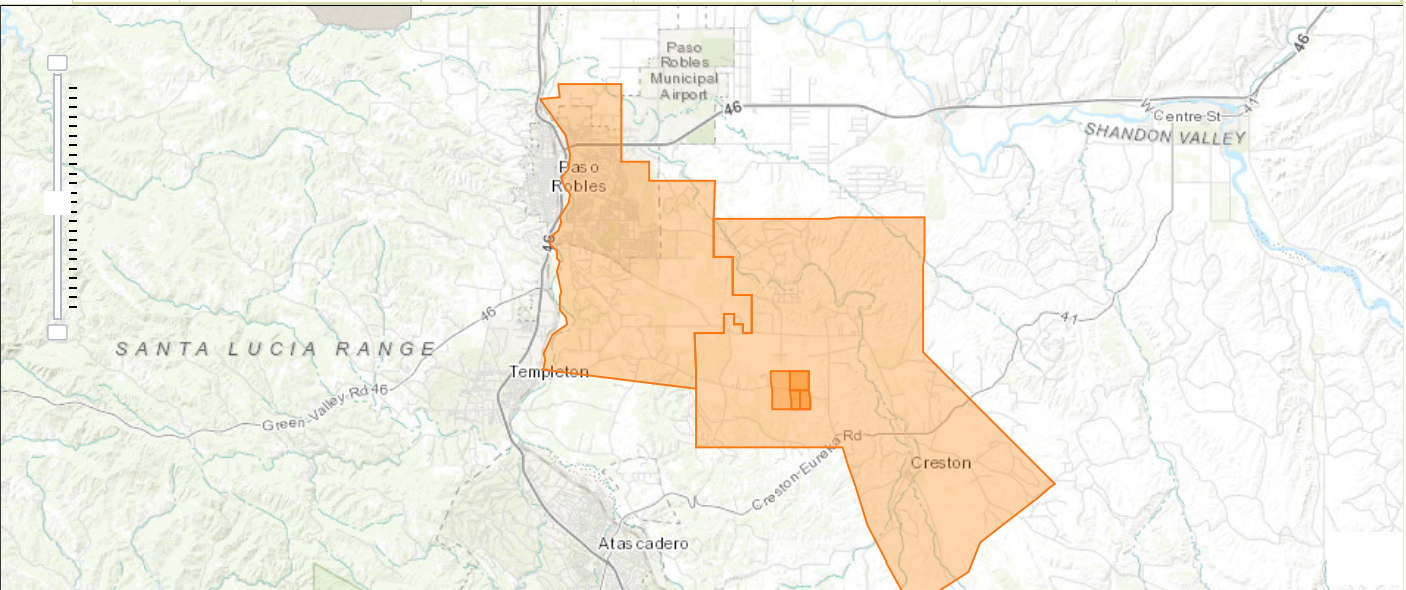 46
Paso
Robles
Municipal
Airport
46
W
Centre St
41
SHANDON VALLEY
Paso
Robles
46
46
41
SANTA LUCIA RANGE
Templeton
Green-Valley-Rd 46
Creston-Eureka Rd
Creston
Atascadero